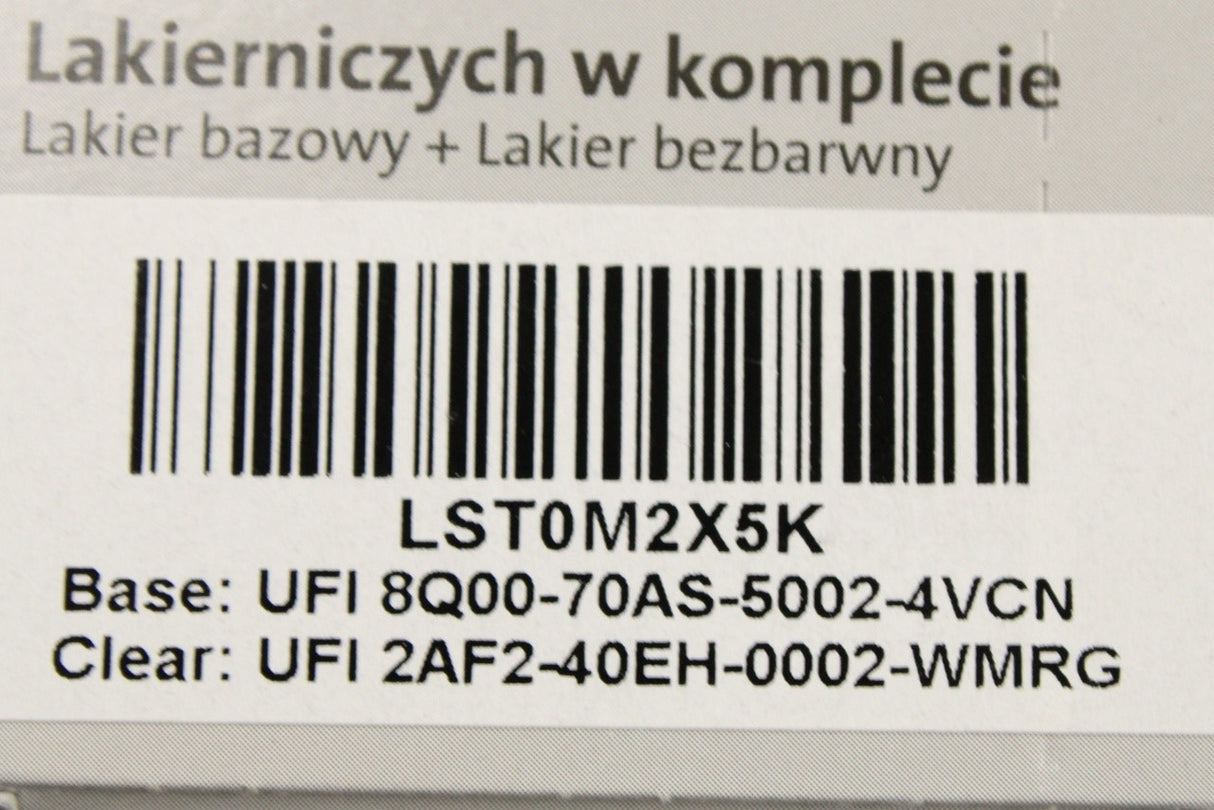 Lakierniczych w komplecie
Lakier bazowy + Lakier bezbarwny
LST0M2X5K
Base: UFI 8Q00-70AS-5002-4VCN
Clear: UFI 2AF2-40EH-0002-WMRG